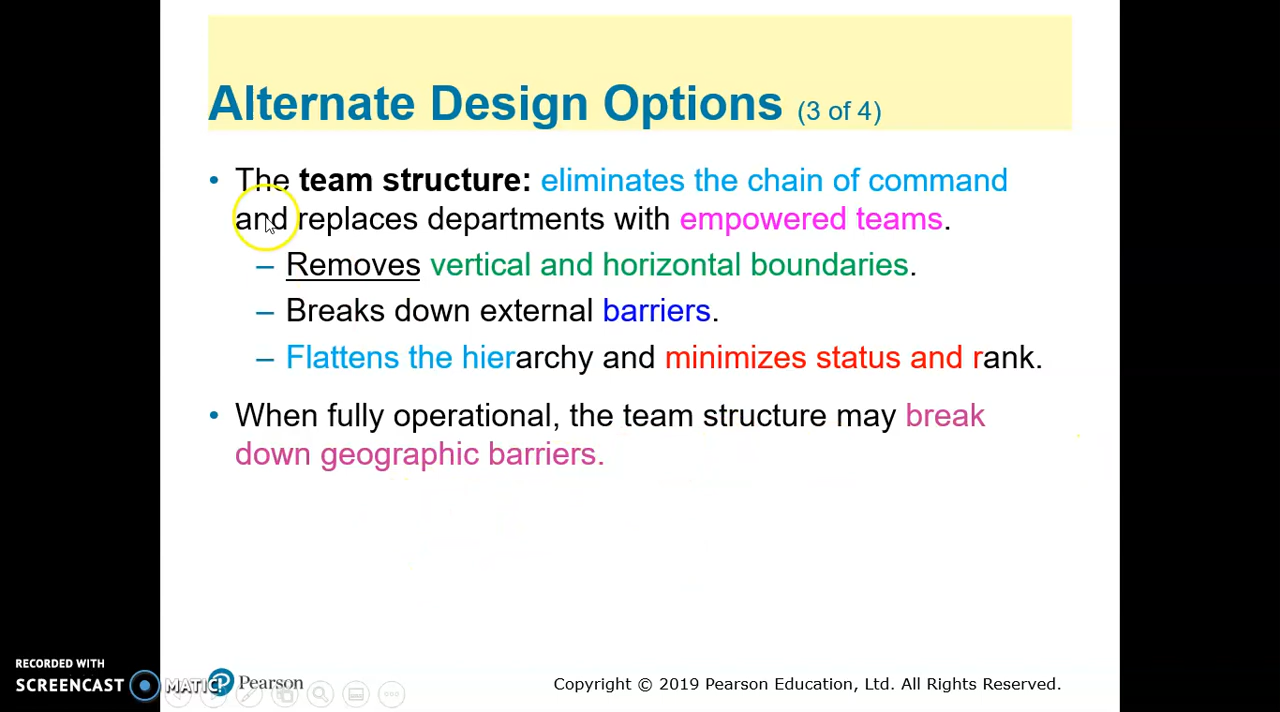 Alternate Design Options (3 of 4)
• The team structure: eliminates the chain of command
and replaces departments with empowered teams.
– Removes vertical and horizontal boundaries.
– Breaks down external barriers.
– Flattens the hierarchy and minimizes status and rank.
• When fully operational, the team structure may break
down geographic barriers.
RECORDED WITH
SCREENCAST MATIC
Pearson
Copyright © 2019 Pearson Education, Ltd. All Rights Reserved.